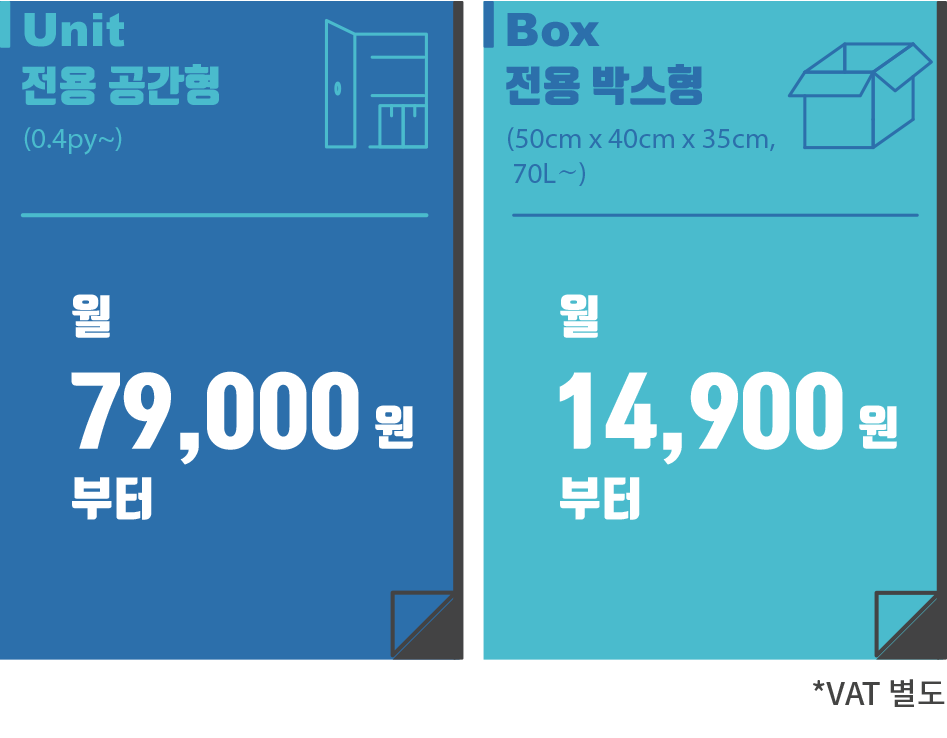 Unit
전용 공간형
(0.4py~)
월
79,000 원
부터
Box
전용 박스형
(50cm x 40cm x 35cm,
70L~)
월
14,900 원
부터
*VAT 별도